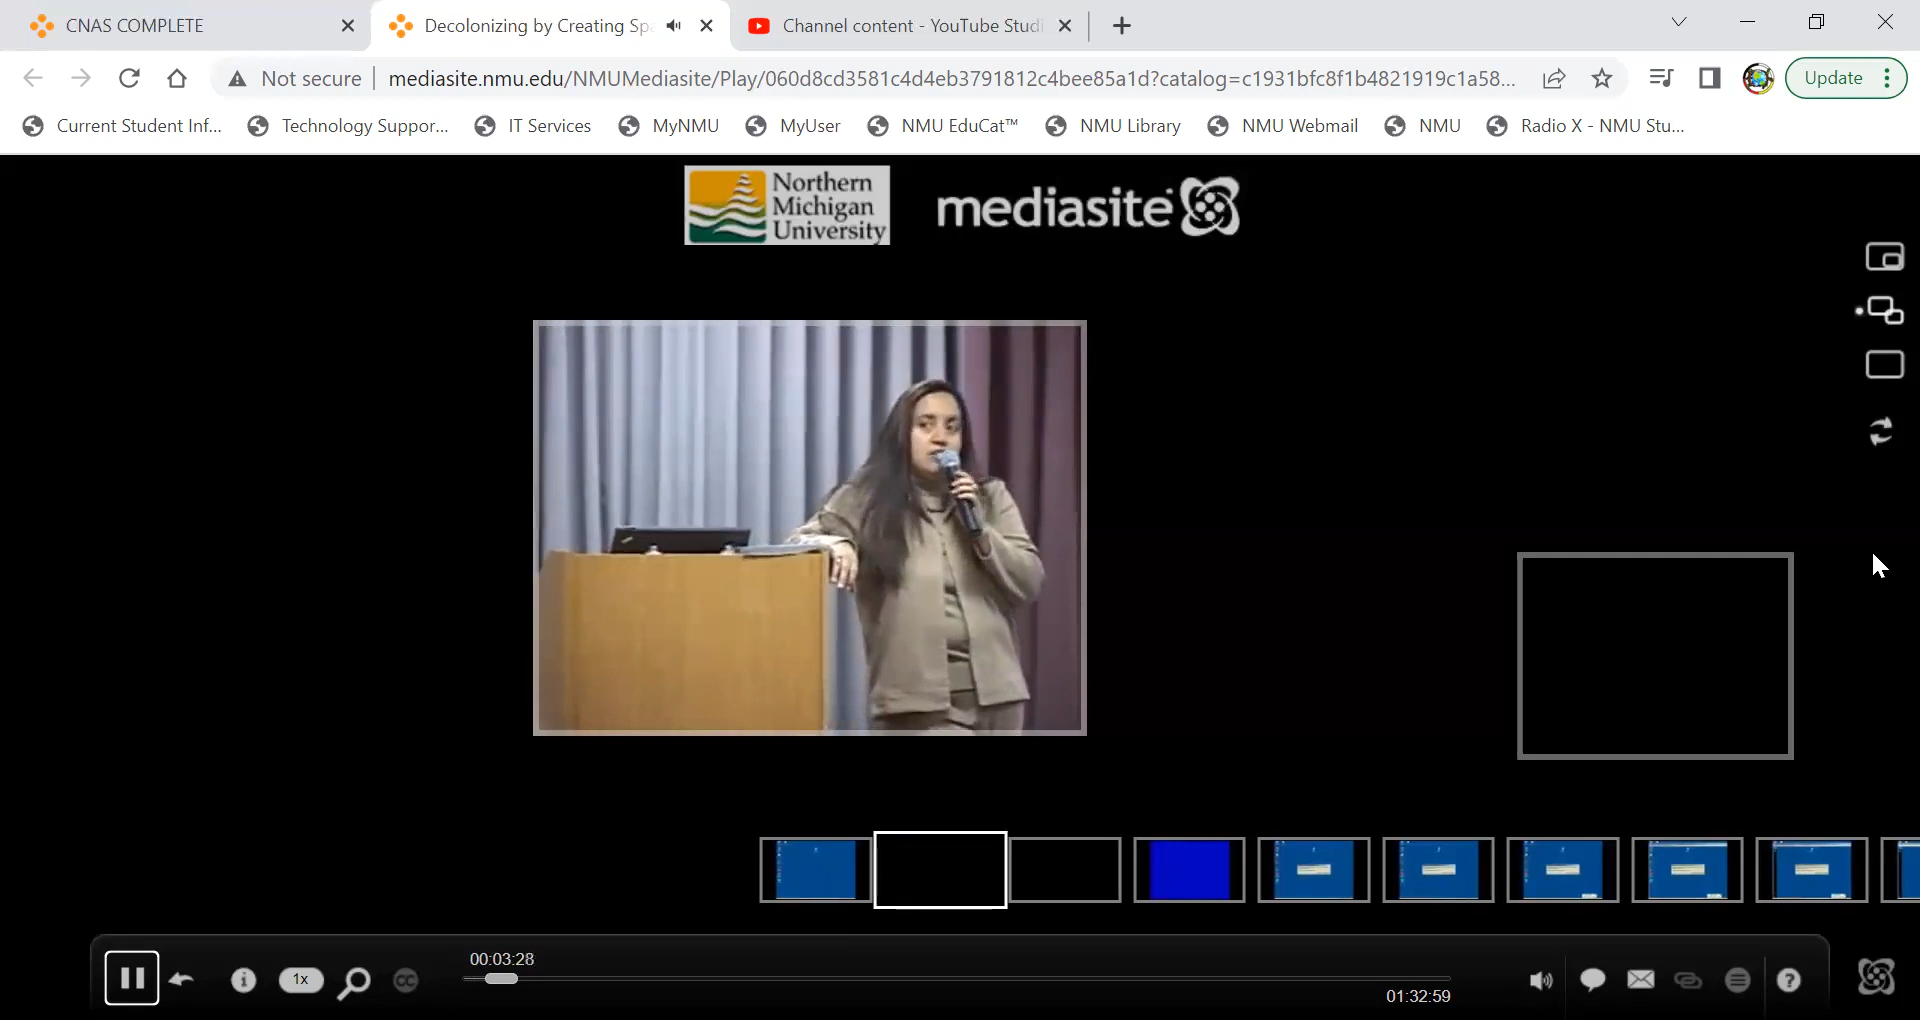 CNAS COMPLETE
Decolonizing by Creating Spa
Channel content - YouTube Studi
Not secure
mediasite.nmu.edu/NMUMediasite/Play/060d8cd3581c4d4eb3791812c4bee85a1d?catalog=c1931bfc8f1b4821919c1a58...
Update
Current Student Inf...
Technology Suppor...
IT Services
MyNMU
MyUser
NMU EduCat™
NMU Library
NMU Webmail
NMU
Radio X - NMU Stu...
Northern
Michigan
University
mediasite
00:03:28
1x
CC
01:32:59